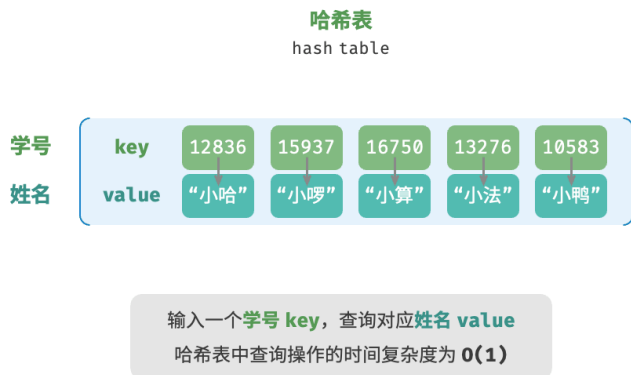 哈希表
hash table
学号 key 12836 15937 16750 13276 10583
姓名 value “小哈” “小啰” “小算” “小法” “小鸭”
输入一个学号 key，查询对应姓名 value
哈希表中查询操作的时间复杂度为 O(1)